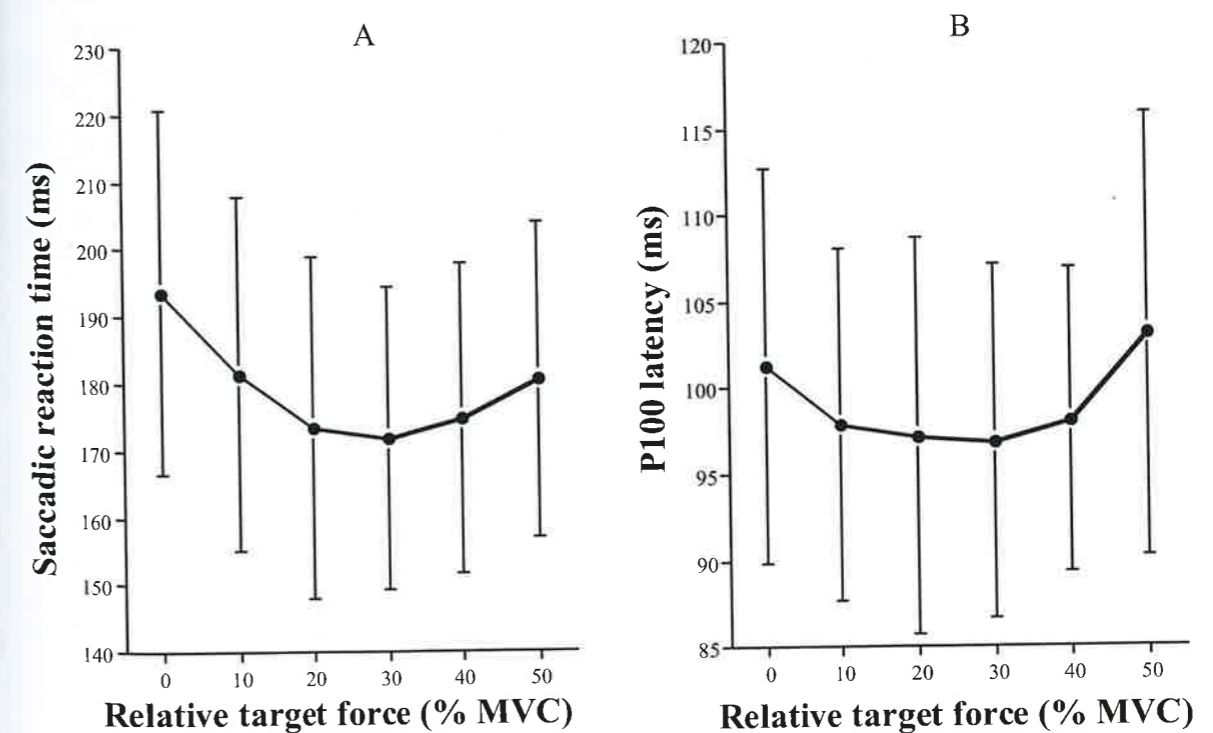 A
Saccadic reaction time (ms)
230
220
210
200
190
180
170
160
150
140
0 10 20 30 40 50
Relative target force (% MVC)
B
P100 latency (ms)
120
115
110
105
100
95
90
85
0 10 20 30 40 50
Relative target force (% MVC)